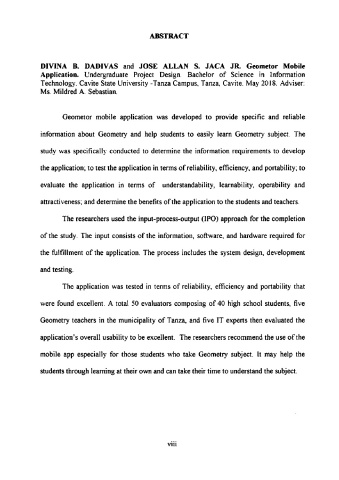 ABSTRACT
DIVINA B. DADIVAS and JOSE ALLAN S. JACA JR. Geometor Mobile
Application. Undergraduate Project Design. Bachelor of Science in Information
Technology. Cavite State University -Tanza Campus, Tanza, Cavite. May 2018. Adviser:
Ms. Mildred A. Sebastian.
Geometor mobile application was developed to provide specific and reliable
information about Geometry and help students to easily learn Geometry subject. The
study was specifically conducted to determine the information requirements to develop
the application; to test the application in terms of reliability, efficiency, and portability; to
evaluate the application in terms of understandability, learnability, operability and
attractiveness; and determine the benefits of the application to the students and teachers.
The researchers used the input-process-output (IPO) approach for the completion
of the study. The input consists of the information, software, and hardware required for
the fulfillment of the application. The process includes the system design, development
and testing.
The application was tested in terms of reliability, efficiency and portability that
were found excellent. A total 50 evaluators composing of 40 high school students, five
Geometry teachers in the municipality of Tanza, and five IT experts then evaluated the
application's overall usability to be excellent. The researchers recommend the use of the
mobile app especially for those students who take Geometry subject. It may help the
students through learning at their own and can take their time to understand the subject.
viii